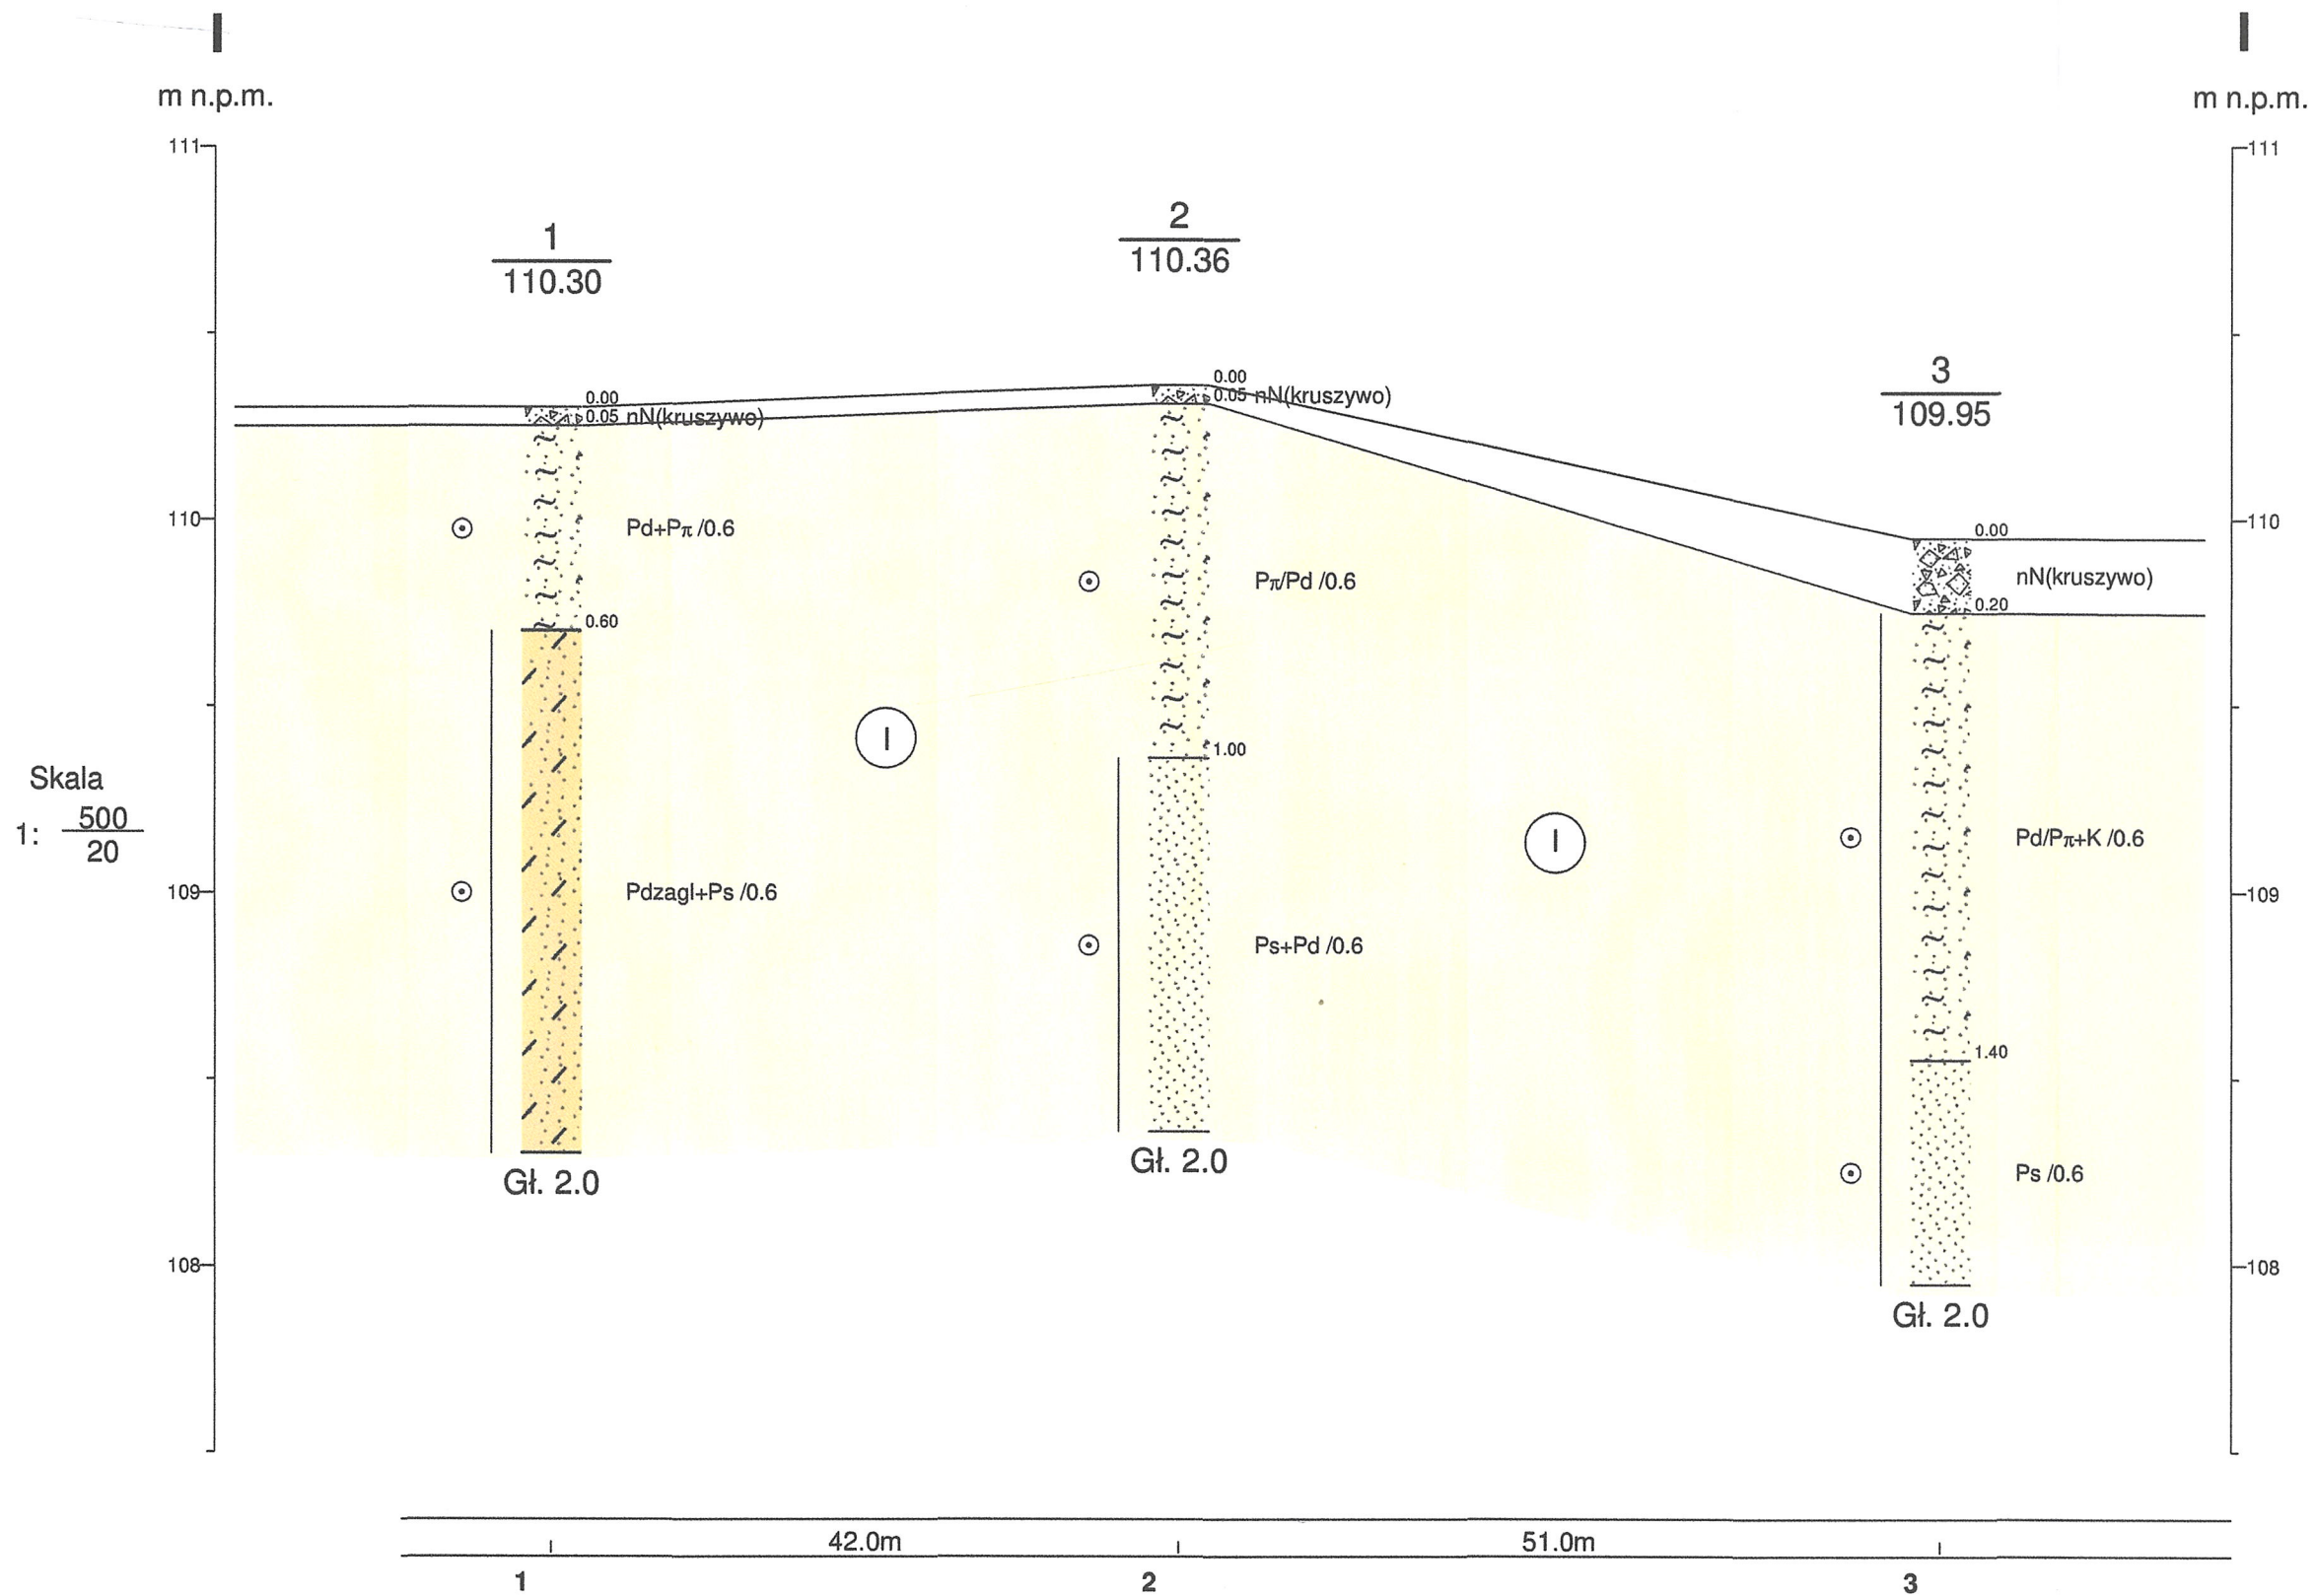 I
I
m n.p.m.
m n.p.m.
111
111
1
110.30
2
110.36
3
109.95
0.00
0.05 nN(kruszywo)
0.00
0.05 nN(kruszywo)
0.00
nN(kruszywo)
0.20
110
110
Pd+Pπ /0.6
Pπ/Pd /0.6
0.60
I
1.00
Skala
1: 500
20
I
Pd/Pπ+K /0.6
109
109
Pdzagl+Ps /0.6
Ps+Pd /0.6
1.40
Ps /0.6
Gł. 2.0
Gł. 2.0
108
108
Gł. 2.0
42.0m
51.0m
1
2
3